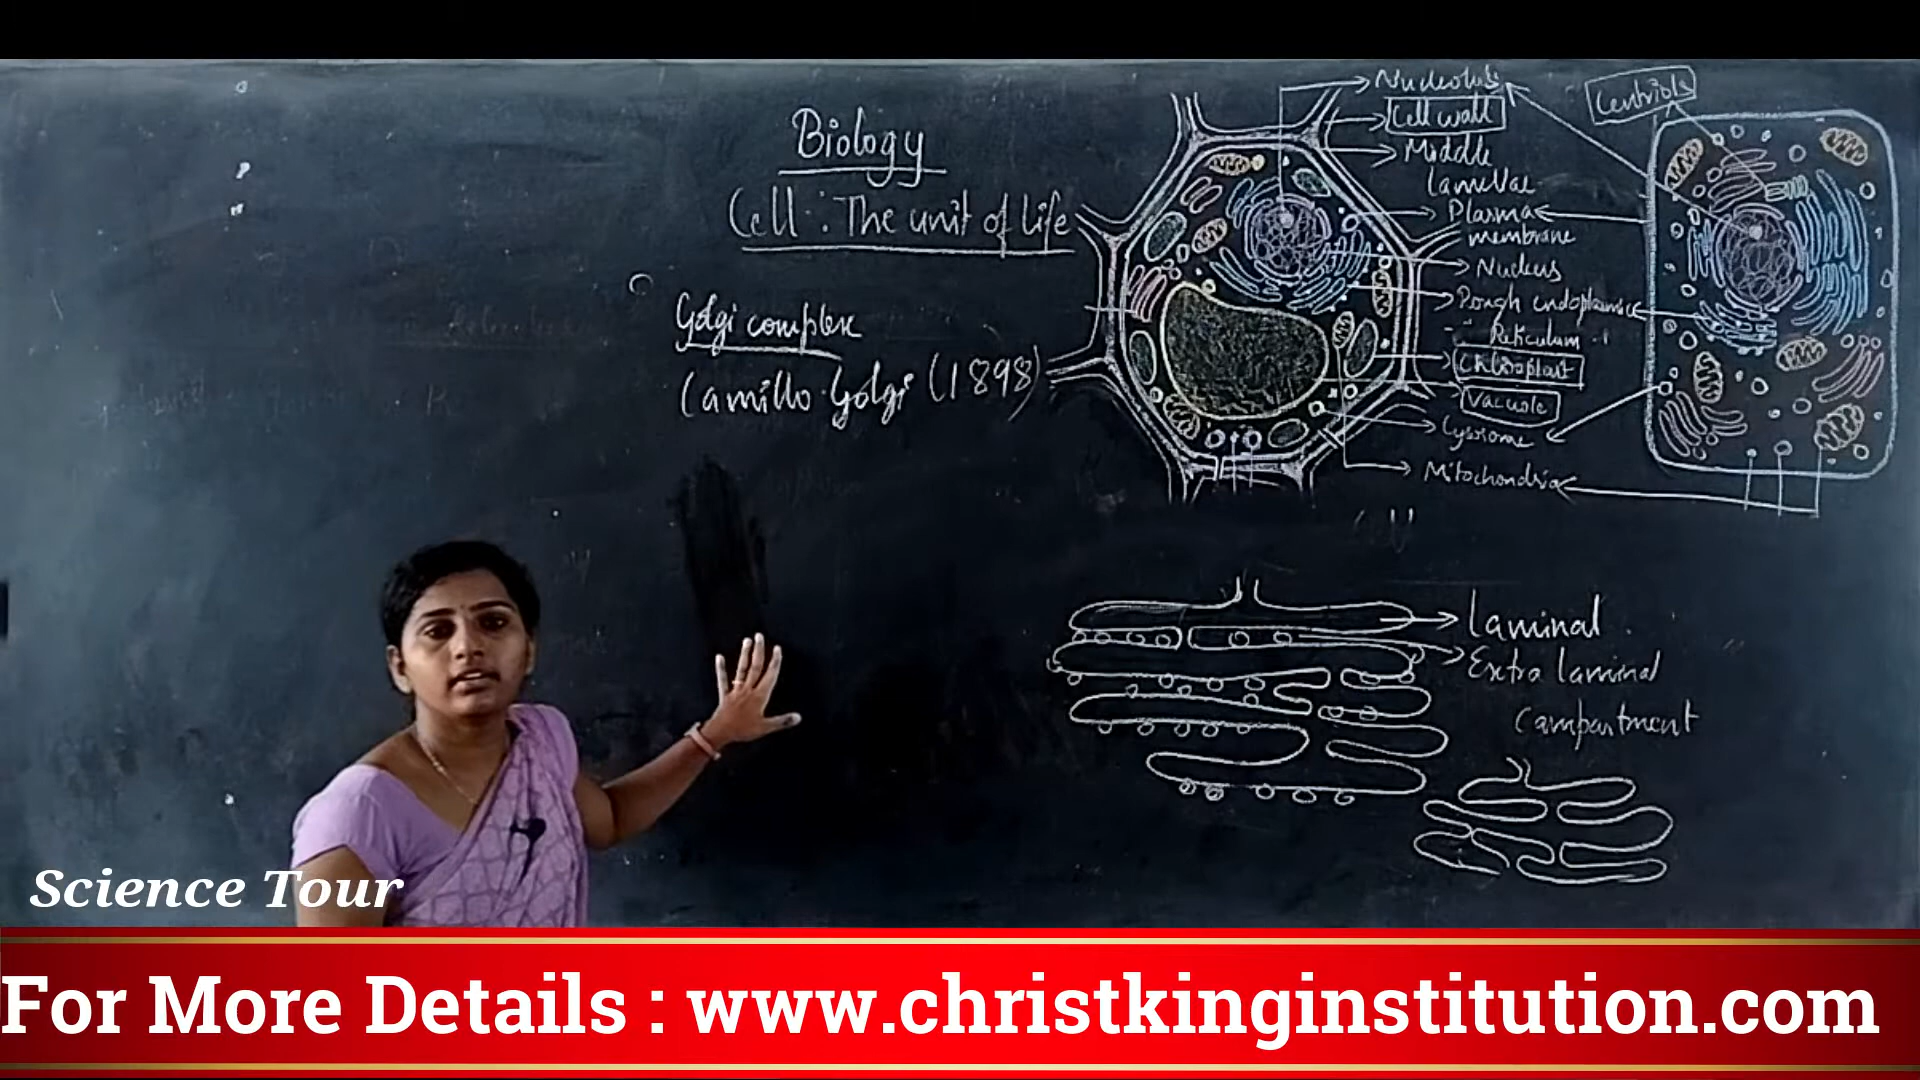 Biology
Cell : The unit of life
Golgi complex
Camillo Golgi (1898)
Nucleolus
Cell wall
Middle
lamellae
Plasma
membrane
Nucleus
Rough endoplasmic
Reticulum
Chloroplast
Vacuole
Lysosome
Mitochondria
Centriole
Laminal
Extra laminal
Compartment
Science Tour
For More Details : www.christkinginstitution.com